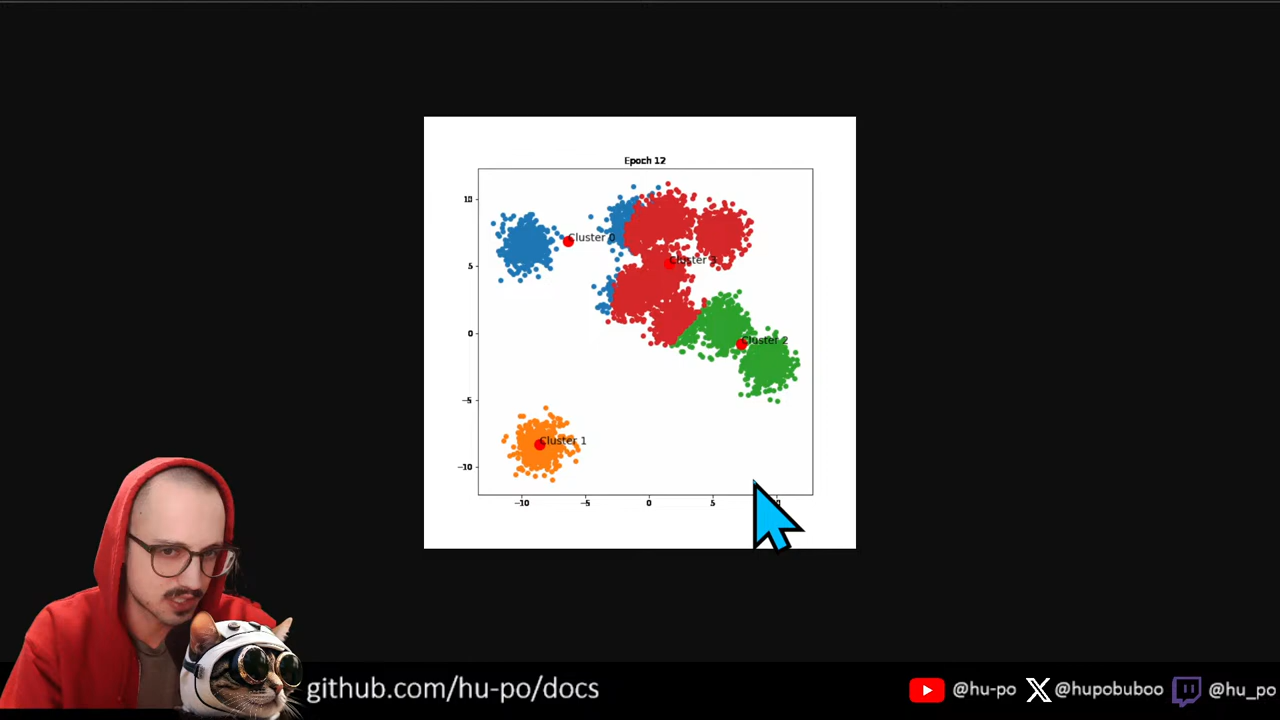 Epoch 12
10
5
0
−5
−10
Cluster 0
Cluster 3
Cluster 2
Cluster 1
−10
−5
0
5
github.com/hu-po/docs
@hu-po
@hupobuboo
@hu_po